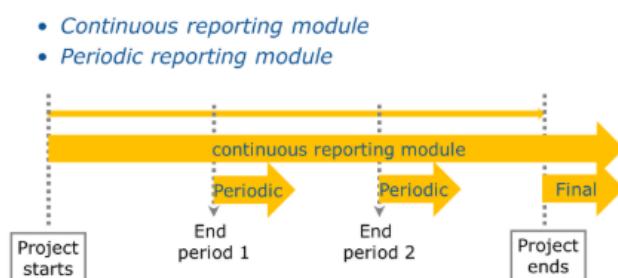 • Continuous reporting module
• Periodic reporting module
continuous reporting module
Periodic
Periodic
Final
End
period 1
End
period 2
Project
starts
Project
ends